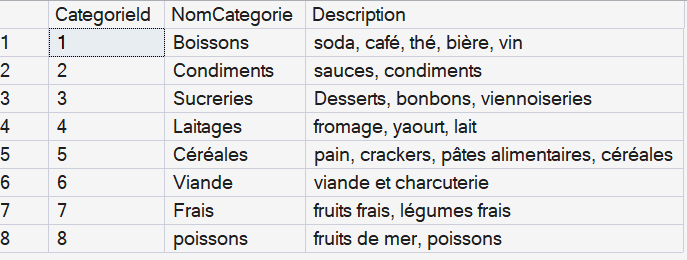 CategorieId NomCategorie Description
1 1 Boissons soda, café, thé, bière, vin
2 2 Condiments sauces, condiments
3 3 Sucreries Desserts, bonbons, viennoiseries
4 4 Laitages fromage, yaourt, lait
5 5 Céréales pain, crackers, pâtes alimentaires, céréales
6 6 Viande viande et charcuterie
7 7 Frais fruits frais, légumes frais
8 8 poissons fruits de mer, poissons